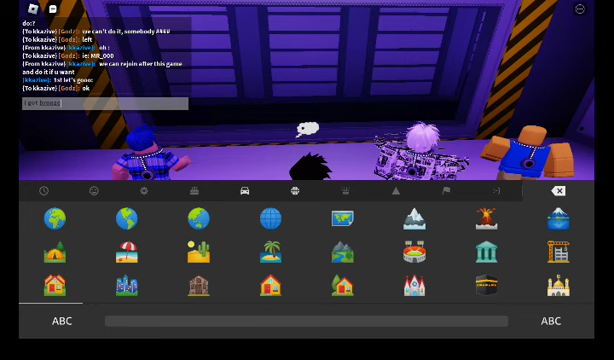 do:?
{To kkazive} [Godz]: we can't do it, somebody ####
{To kkazive} [Godz]: left
{From kkazive} [kkazive]: oh :
{To kkazive} [Godz]: ie: MR_000
{From kkazive} [kkazive]: we can rejoin after this game
and do it if u want
[kkazive]: 1st let's gooo:
{To kkazive} [Godz]: ok
I got bronze
:-)
ABC
ABC